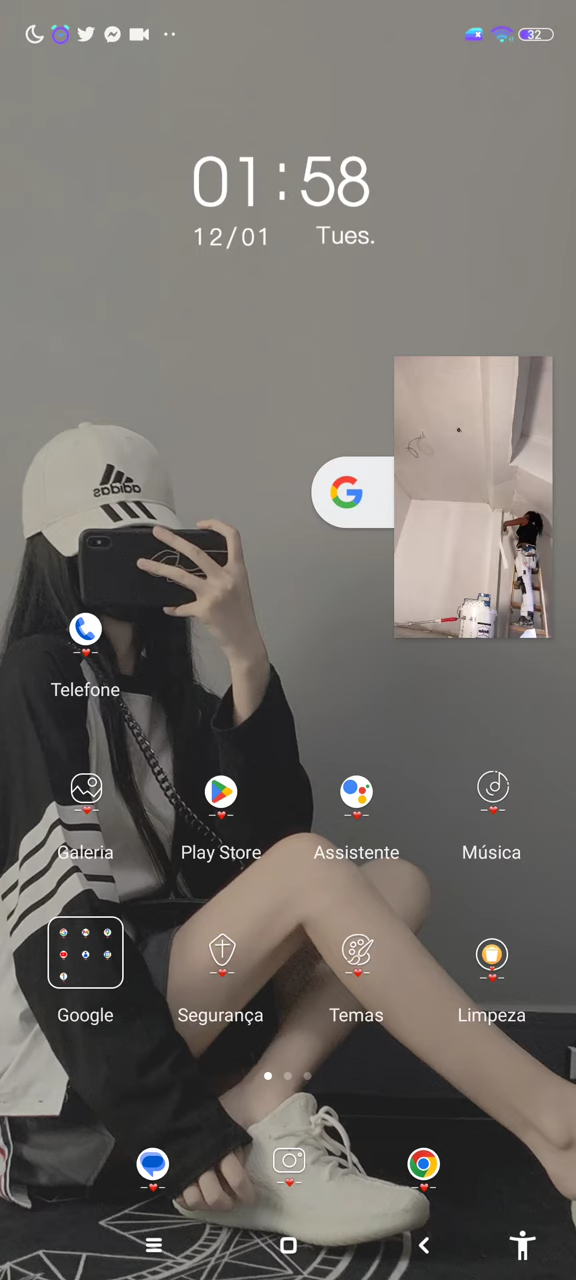 32
01:58
12/01 Tues.
adidas
G
Telefone
Galeria Play Store Assistente Música
Google Segurança Temas Limpeza